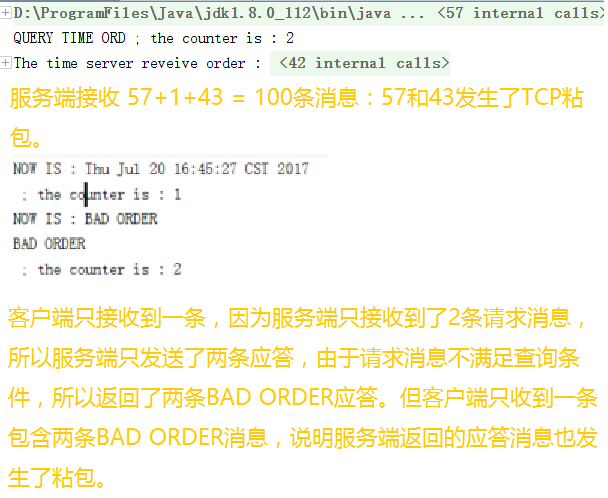 D:\ProgramFiles\Java\jdk1.8.0_112\bin\java ... <57 internal calls>
QUERY TIME ORD ; the counter is : 2
The time server reveive order : <42 internal calls>
服务端接收 57+1+43 = 100条消息：57和43发生了TCP粘
包。
NOW IS : Thu Jul 20 16:45:27 CST 2017
; the counter is : 1
NOW IS : BAD ORDER
BAD ORDER
; the counter is : 2
客户端只接收到一条，因为服务端只接收到了2条请求消息，
所以服务端只发送了两条应答，由于请求消息不满足查询条
件，所以返回了两条BAD ORDER应答。但客户端只收到一条
包含两条BAD ORDER消息，说明服务端返回的应答消息也发
生了粘包。